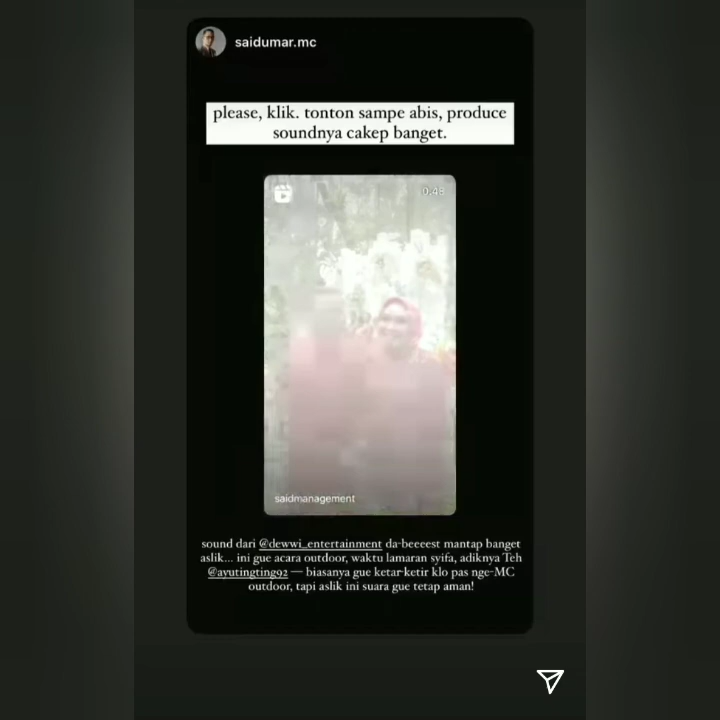 saidumar.mc
please, klik. tonton sampe abis, produce
soundnya cakep banget.
0:48
saidmanagement
sound dari @dewwi_entertainment da-beeeest mantap banget
aslik... ini gue acara outdoor, waktu lamaran syifa, adiknya Teh
@ayutingting92 — biasanya gue ketar-ketir klo pas nge-MC
outdoor, tapi aslik ini suara gue tetap aman!